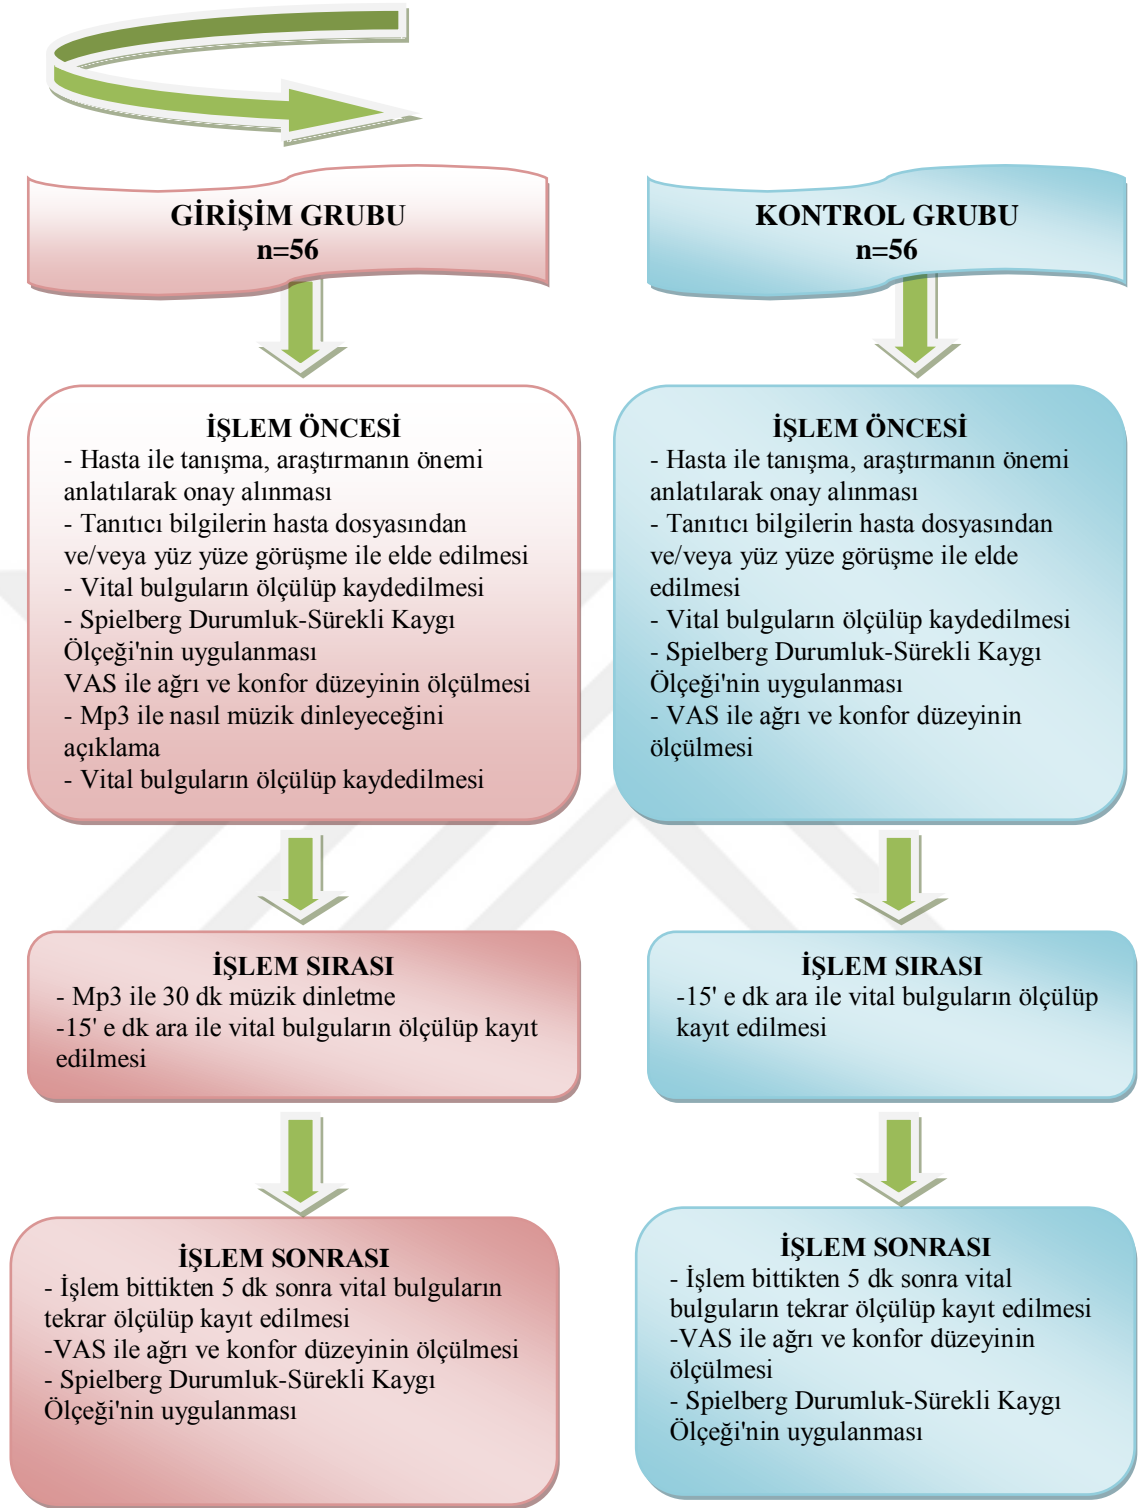 GİRİŞİM GRUBU
n=56
İŞLEM ÖNCESİ
- Hasta ile tanışma, araştırmanın önemi
anlatılarak onay alınması
- Tanıtıcı bilgilerin hasta dosyasından
ve/veya yüz yüze görüşme ile elde edilmesi
- Vital bulguların ölçülüp kaydedilmesi
- Spielberg Durumluk-Sürekli Kaygı
Ölçeği'nin uygulanması
VAS ile ağrı ve konfor düzeyinin ölçülmesi
- Mp3 ile nasıl müzik dinleyeceğini
açıklama
- Vital bulguların ölçülüp kaydedilmesi
İŞLEM SIRASI
- Mp3 ile 30 dk müzik dinletme
-15' e dk ara ile vital bulguların ölçülüp kayıt
edilmesi
İŞLEM SONRASI
- İşlem bittikten 5 dk sonra vital bulguların
tekrar ölçülüp kayıt edilmesi
-VAS ile ağrı ve konfor düzeyinin ölçülmesi
- Spielberg Durumluk-Sürekli Kaygı
Ölçeği'nin uygulanması
KONTROL GRUBU
n=56
İŞLEM ÖNCESİ
- Hasta ile tanışma, araştırmanın önemi
anlatılarak onay alınması
- Tanıtıcı bilgilerin hasta dosyasından
ve/veya yüz yüze görüşme ile elde
edilmesi
- Vital bulguların ölçülüp kaydedilmesi
- Spielberg Durumluk-Sürekli Kaygı
Ölçeği'nin uygulanması
- VAS ile ağrı ve konfor düzeyinin
ölçülmesi
İŞLEM SIRASI
-15' e dk ara ile vital bulguların ölçülüp
kayıt edilmesi
İŞLEM SONRASI
- İşlem bittikten 5 dk sonra vital
bulguların tekrar ölçülüp kayıt edilmesi
-VAS ile ağrı ve konfor düzeyinin
ölçülmesi
- Spielberg Durumluk-Sürekli Kaygı
Ölçeği'nin uygulanması